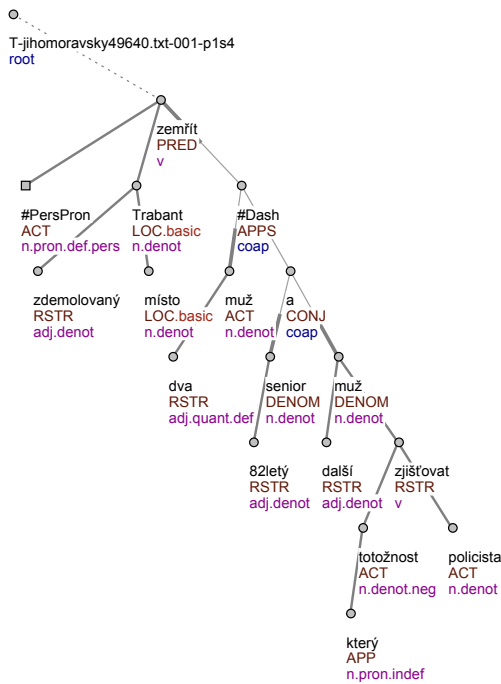 T-jihomoravsky49640.txt-001-p1s4
root
zemřít
PRED
v
#PersPron
ACT
n.pron.def.pers
Trabant
LOC.basic
n.denot
#Dash
APPS
coap
zdemolovaný
RSTR
adj.denot
místo
LOC.basic
n.denot
muž
ACT
n.denot
a
CONJ
coap
dva
RSTR
adj.quant.def
senior
DENOM
n.denot
muž
DENOM
n.denot
82letý
RSTR
adj.denot
další
RSTR
adj.denot
zjišťovat
RSTR
v
totožnost
ACT
n.denot.neg
policista
ACT
n.denot
který
APP
n.pron.indef